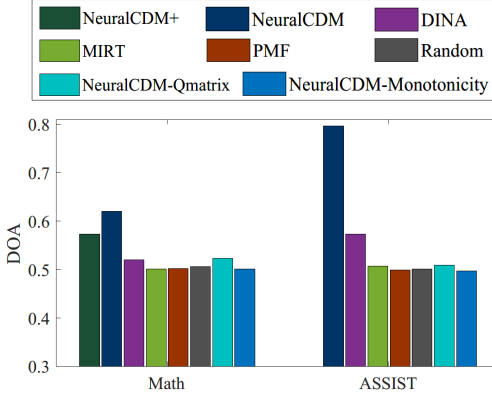 NeuralCDM+ NeuralCDM DINA
MIRT PMF Random
NeuralCDM-Qmatrix NeuralCDM-Monotonicity
0.8
0.7
0.6
0.5
0.4
0.3
DOA
Math ASSIST